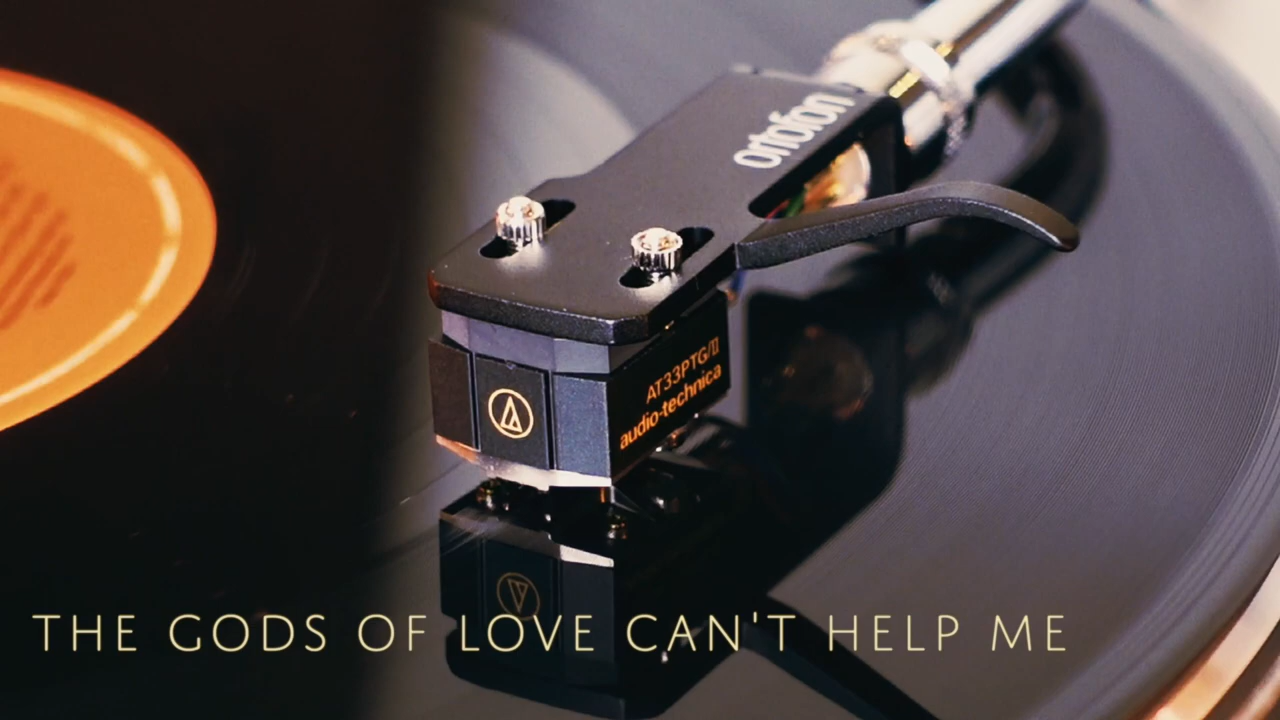 ortofon
AT33PTG/II
audio-technica
THE GODS OF LOVE CAN'T HELP ME